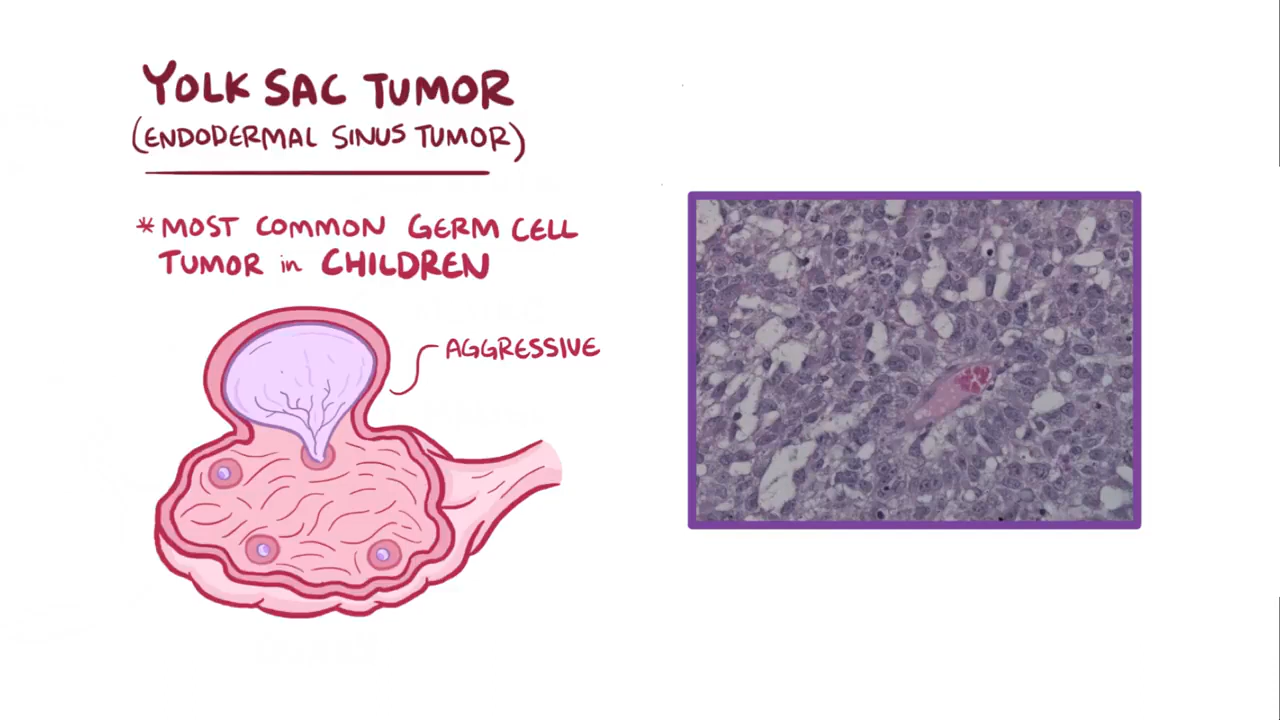 YOLK SAC TUMOR
(ENDODERMAL SINUS TUMOR)
* MOST COMMON GERM CELL
TUMOR in CHILDREN
AGGRESSIVE